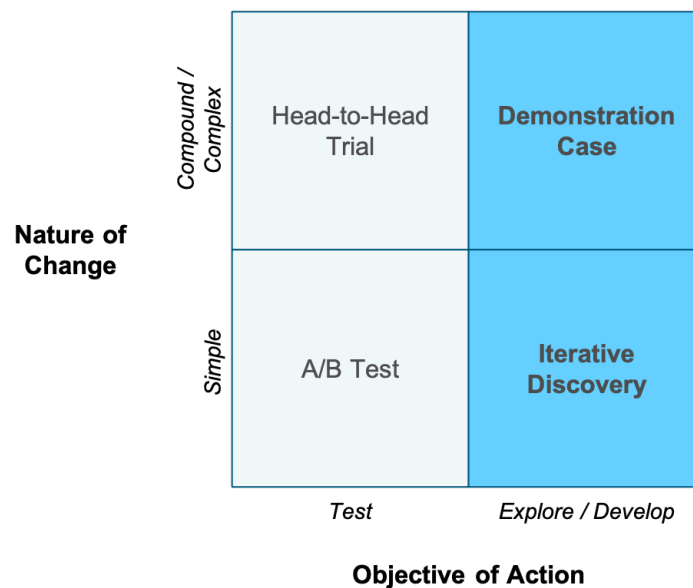 Compound /
Complex
Head-to-Head
Trial
Demonstration
Case
Nature of
Change
Simple
A/B Test
Iterative
Discovery
Test
Explore / Develop
Objective of Action